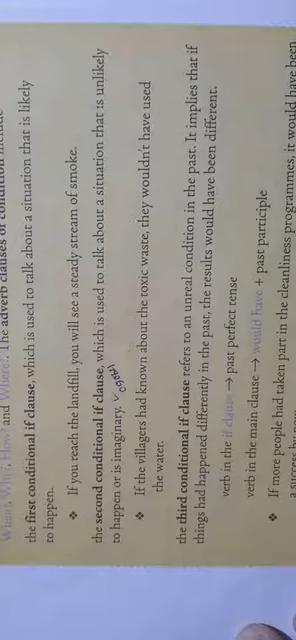 When?, Why?, How? and Where?. The adverb clauses of condition include
the first conditional if clause, which is used to talk about a situation that is likely
to happen.
❖ If you reach the landfill, you will see a steady stream of smoke.
the second conditional if clause, which is used to talk about a situation that is unlikely
to happen or is imaginary.
❖ If the villagers had known about the toxic waste, they wouldn't have used
the water.
the third conditional if clause refers to an unreal condition in the past. It implies that if
things had happened differently in the past, the results would have been different.
verb in the if clause → past perfect tense
verb in the main clause → would have + past participle
❖ If more people had taken part in the cleanliness programmes, it would have been
a success